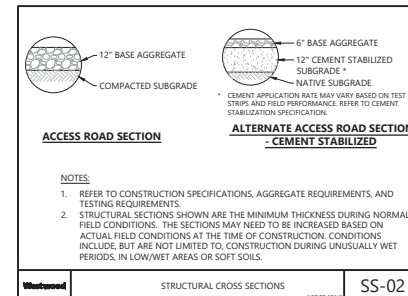 12" BASE AGGREGATE
COMPACTED SUBGRADE
ACCESS ROAD SECTION
6" BASE AGGREGATE
12" CEMENT STABILIZED
SUBGRADE *
NATIVE SUBGRADE
* CEMENT APPLICATION RATE MAY VARY BASED ON TEST
STRIPS AND FIELD PERFORMANCE. REFER TO CEMENT
STABILIZATION SPECIFICATION.
ALTERNATE ACCESS ROAD SECTION
- CEMENT STABILIZED
NOTES:
1. REFER TO CONSTRUCTION SPECIFICATIONS, AGGREGATE REQUIREMENTS, AND
TESTING REQUIREMENTS.
2. STRUCTURAL SECTIONS SHOWN ARE THE MINIMUM THICKNESS DURING NORMAL
FIELD CONDITIONS. THE SECTIONS MAY NEED TO BE INCREASED BASED ON
ACTUAL FIELD CONDITIONS AT THE TIME OF CONSTRUCTION. CONDITIONS
INCLUDE, BUT ARE NOT LIMITED TO, CONSTRUCTION DURING UNUSUALLY WET
PERIODS, IN LOW/WET AREAS OR SOFT SOILS.
Westwood
STRUCTURAL CROSS SECTIONS
SS-02